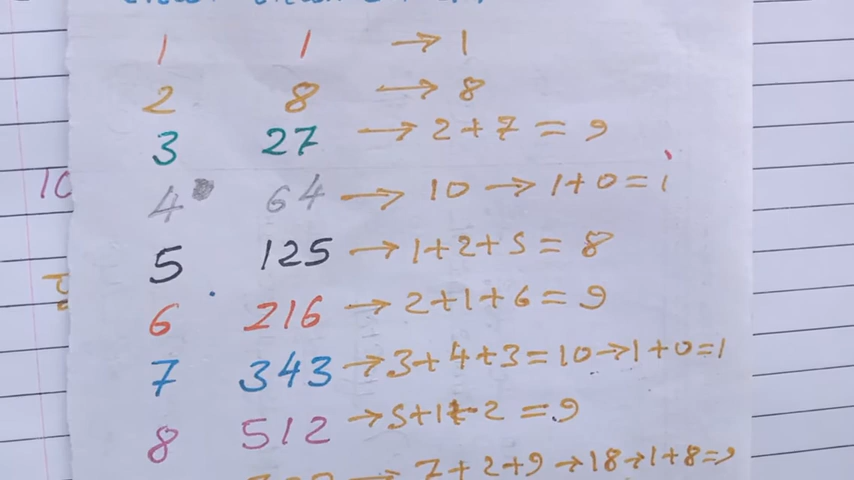 1 1 → 1
2 8 → 8
3 27 → 2+7 = 9
4 64 → 10 → 1+0 = 1
5 125 → 1+2+5 = 8
6 216 → 2+1+6 = 9
7 343 → 3+4+3 = 10 → 1+0 = 1
8 512 → 5+1+2 = 9
→ 7+2+9 → 18 → 1+8 = 9
10